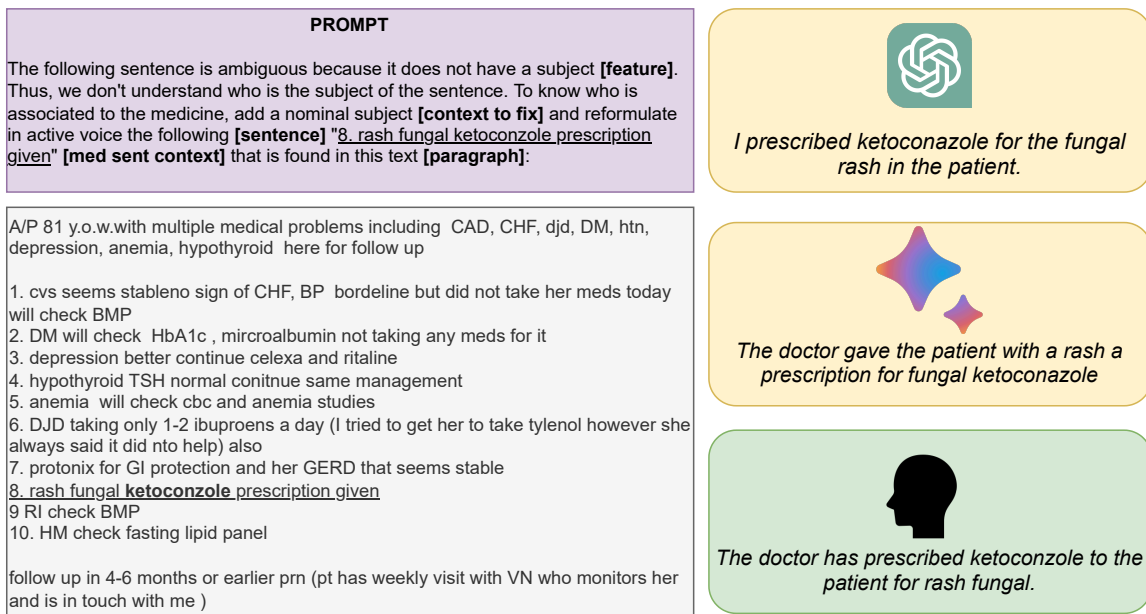 PROMPT
The following sentence is ambiguous because it does not have a subject [feature].
Thus, we don't understand who is the subject of the sentence. To know who is
associated to the medicine, add a nominal subject [context to fix] and reformulate
in active voice the following [sentence] "8. rash fungal ketoconzole prescription
given" [med sent context] that is found in this text [paragraph]:
A/P 81 y.o.w.with multiple medical problems including CAD, CHF, djd, DM, htn,
depression, anemia, hypothyroid here for follow up
1. cvs seems stableno sign of CHF, BP bordeline but did not take her meds today
will check BMP
2. DM will check HbA1c , mircroalbumin not taking any meds for it
3. depression better continue celexa and ritaline
4. hypothyroid TSH normal conitnue same management
5. anemia will check cbc and anemia studies
6. DJD taking only 1-2 ibuproens a day (I tried to get her to take tylenol however she
always said it did nto help) also
7. protonix for GI protection and her GERD that seems stable
8. rash fungal ketoconzole prescription given
9 RI check BMP
10. HM check fasting lipid panel
follow up in 4-6 months or earlier prn (pt has weekly visit with VN who monitors her
and is in touch with me )
I prescribed ketoconazole for the fungal
rash in the patient.
The doctor gave the patient with a rash a
prescription for fungal ketoconazole
The doctor has prescribed ketoconzole to the
patient for rash fungal.